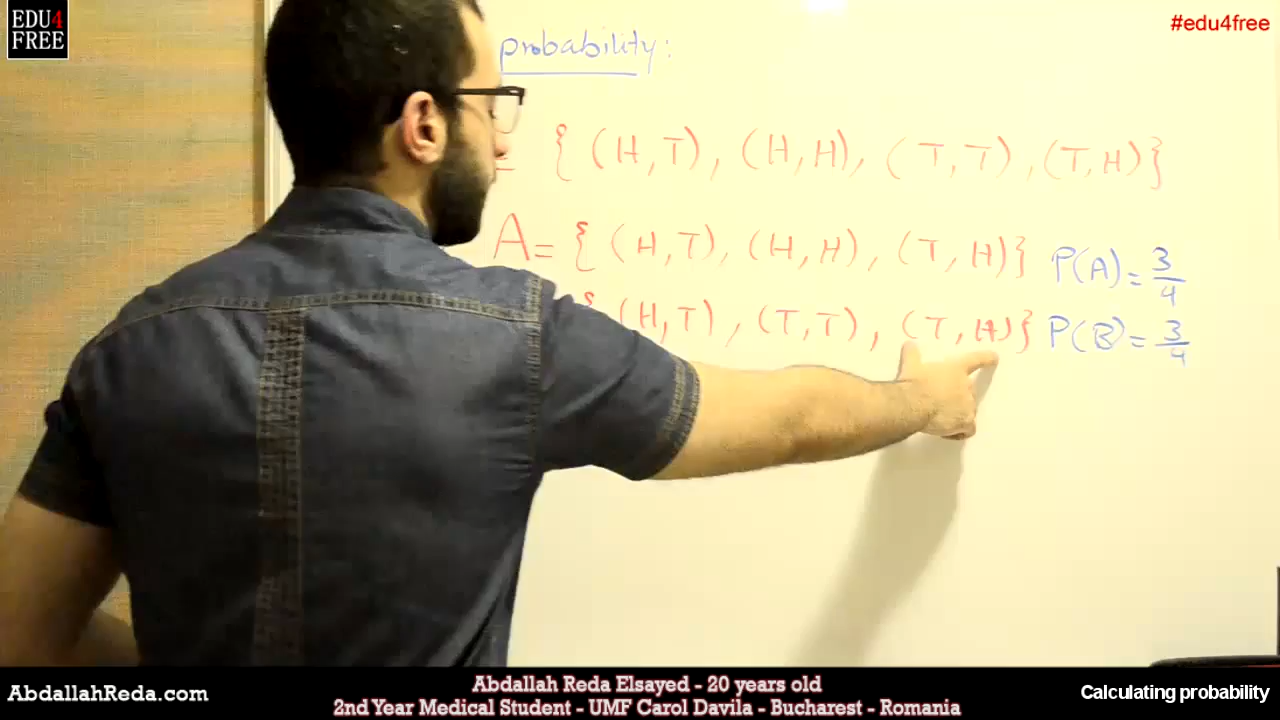 EDU4
FREE
#edu4free
probability:
= { (H,T), (H,H), (T,T), (T,H)}
A= { (H,T), (H,H), (T,H)} P(A)= 3/4
{ (H,T), (T,T), (T,H)} P(B)= 3/4
AbdallahReda.com
Abdallah Reda Elsayed - 20 years old
2nd Year Medical Student - UMF Carol Davila - Bucharest - Romania
Calculating probability